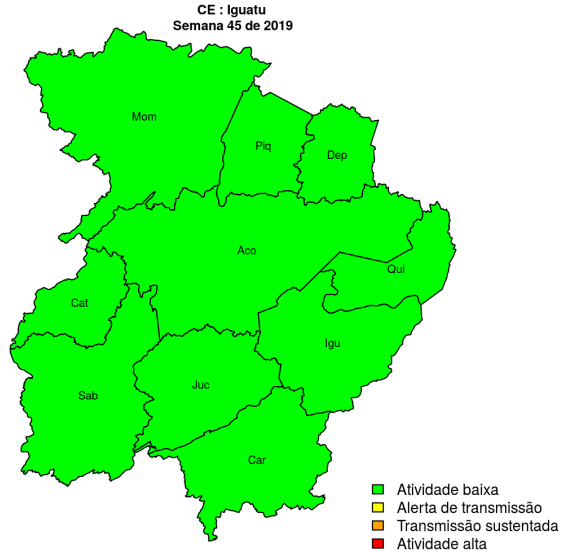 CE : Iguatu
Semana 45 de 2019
Mom
Piq
Dep
Aco
Qui
Cat
Igu
Juc
Sab
Car
Atividade baixa
Alerta de transmissão
Transmissão sustentada
Atividade alta